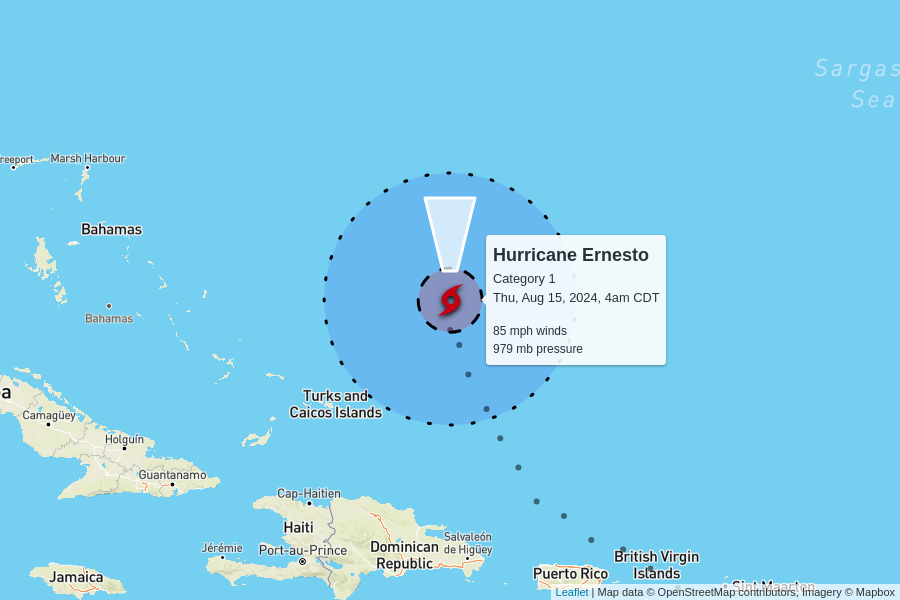 Sargas
Sea
reeport
Marsh Harbour
Bahamas
Hurricane Ernesto
Category 1
Thu, Aug 15, 2024, 4am CDT
85 mph winds
979 mb pressure
Bahamas
Turks and
Caicos Islands
a
Camagüey
Holguín
Guantanamo
Cap-Haïtien
Haiti
Jérémie
Port-au-Prince
Dominican
Republic
Salvaleón
de Higüey
Jamaica
Puerto Rico
British Virgin
Islands
Sint Maarten
Leaflet | Map data © OpenStreetMap contributors, Imagery © Mapbox